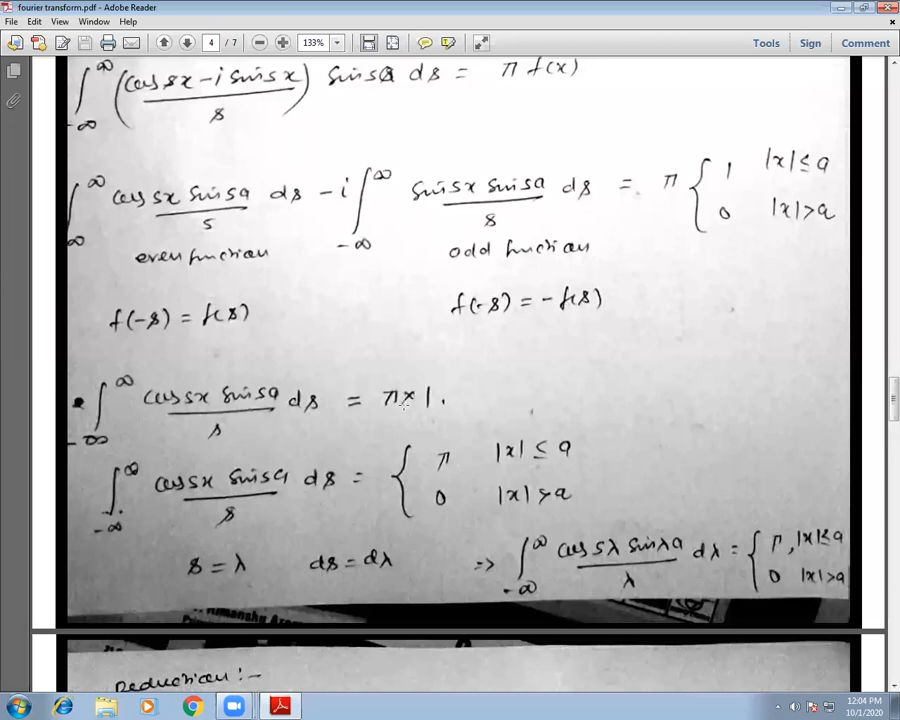 fourier transform.pdf - Adobe Reader
File Edit View Window Help
4 / 7 133% Tools Sign Comment
∫_{-∞}^{∞} (cos sx - i sin sx / s) sin sa ds = π f(x)
∫_{-∞}^{∞} cos sx sin sa / s ds - i ∫_{-∞}^{∞} sin sx sin sa / s ds = π { 1 |x| ≤ a
0 |x| > a
even function odd function
f(-s) = f(s) f(-s) = -f(s)
∫_{-∞}^{∞} cos sx sin sa / s ds = π × 1.
∫_{-∞}^{∞} cos sx sin sa / s ds = { π |x| ≤ a
0 |x| > a
s = λ ds = dλ ⇒ ∫_{-∞}^{∞} cos sλ sin λa / λ dλ = { π, |x| ≤ a
0 |x| > a
Himanshu
Deduction :-
12:04 PM
10/1/2020